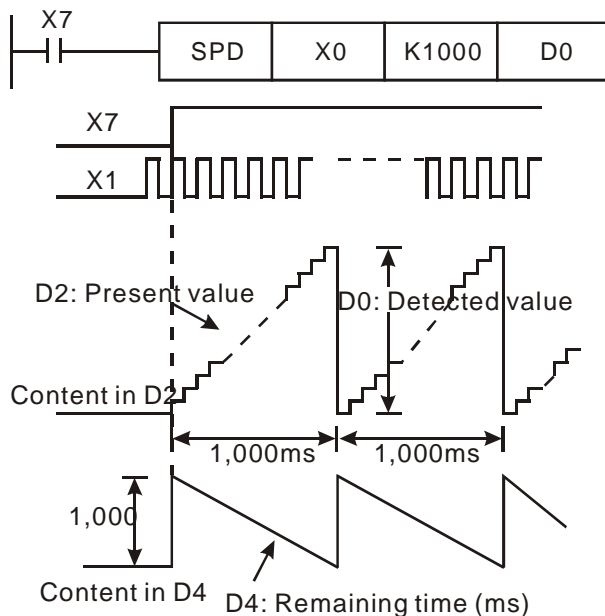 X7
SPD X0 K1000 D0
X7
X1
D2: Present value
D0: Detected value
Content in D2
1,000ms 1,000ms
1,000
Content in D4
D4: Remaining time (ms)